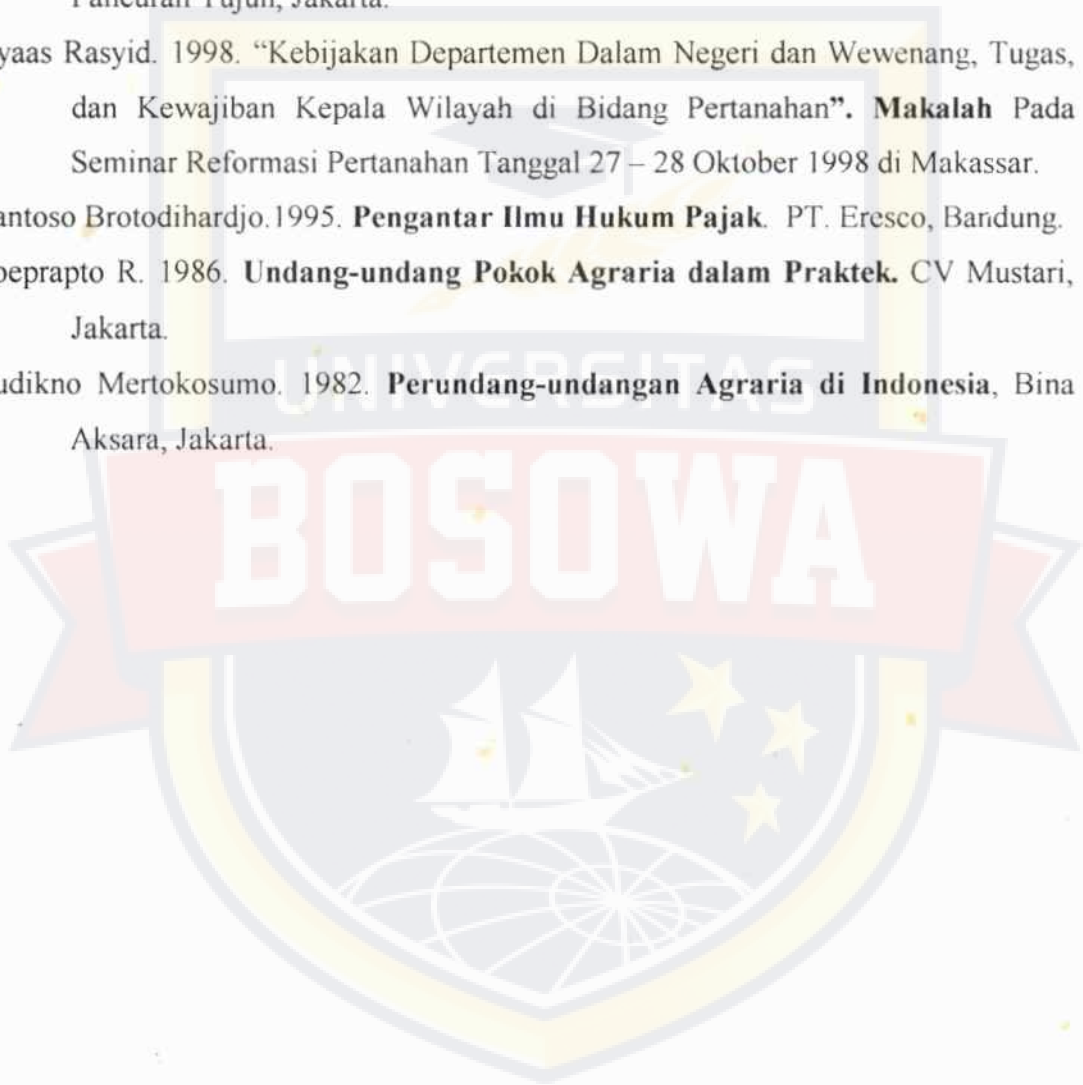 Pancuran Tujuh, Jakarta.
yaas Rasyid. 1998. “Kebijakan Departemen Dalam Negeri dan Wewenang, Tugas,
dan Kewajiban Kepala Wilayah di Bidang Pertanahan”. Makalah Pada
Seminar Reformasi Pertanahan Tanggal 27 – 28 Oktober 1998 di Makassar.
antoso Brotodihardjo.1995. Pengantar Ilmu Hukum Pajak. PT. Eresco, Bandung.
oeprapto R. 1986. Undang-undang Pokok Agraria dalam Praktek. CV Mustari,
Jakarta.
udikno Mertokosumo. 1982. Perundang-undangan Agraria di Indonesia, Bina
Aksara, Jakarta.
UNIVERSITAS
BOSOWA